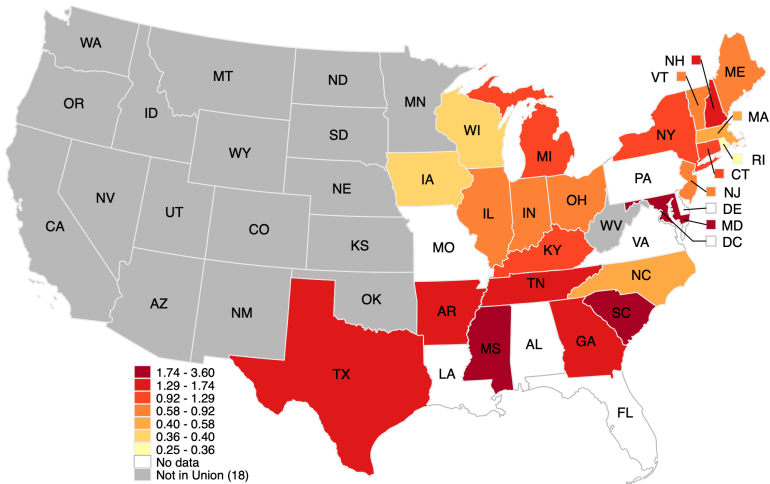 WA
MT
ND
MN
OR
ID
SD
WI
WY
NE
IA
MI
NY
NH
VT
ME
MA
RI
CT
NJ
DE
MD
DC
PA
NV
UT
CO
CA
KS
MO
IL
IN
OH
WV
VA
KY
AZ
NM
OK
AR
TN
NC
SC
TX
LA
MS
AL
GA
FL
1.74 - 3.60
1.29 - 1.74
0.92 - 1.29
0.58 - 0.92
0.40 - 0.58
0.36 - 0.40
0.25 - 0.36
No data
Not in Union (18)